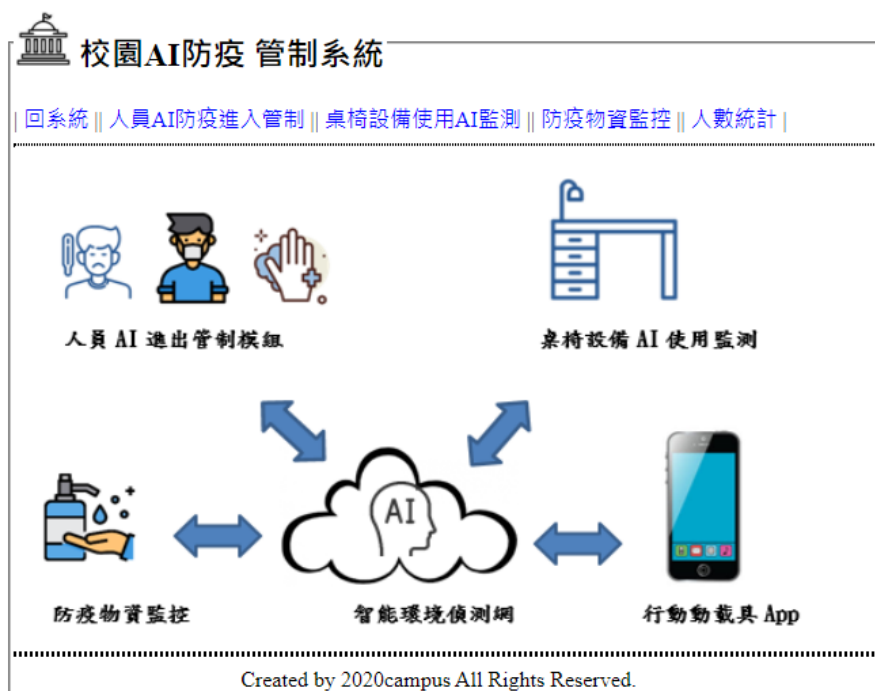 校園AI防疫 管制系統
| 回系統 || 人員AI防疫進入管制 || 桌椅設備使用AI監測 || 防疫物資監控 || 人數統計 |
人員 AI 進出管制模組
桌椅設備 AI 使用監測
AI
防疫物資監控
智能環境偵測網
行動動載具 App
Created by 2020campus All Rights Reserved.